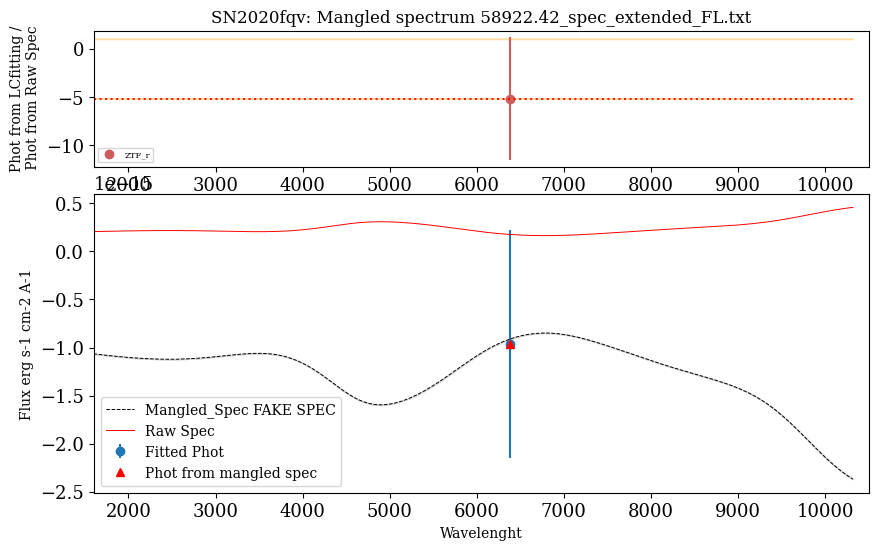 SN2020fqv: Mangled spectrum 58922.42_spec_extended_FL.txt
Phot from LCfitting /
Phot from Raw Spec
0
−5
−10
ZTF_r
2000 3000 4000 5000 6000 7000 8000 9000 10000
Flux erg s-1 cm-2 A-1
0.5
0.0
−0.5
−1.0
−1.5
−2.0
−2.5
Mangled_Spec FAKE SPEC
Raw Spec
Fitted Phot
Phot from mangled spec
2000 3000 4000 5000 6000 7000 8000 9000 10000
Wavelenght